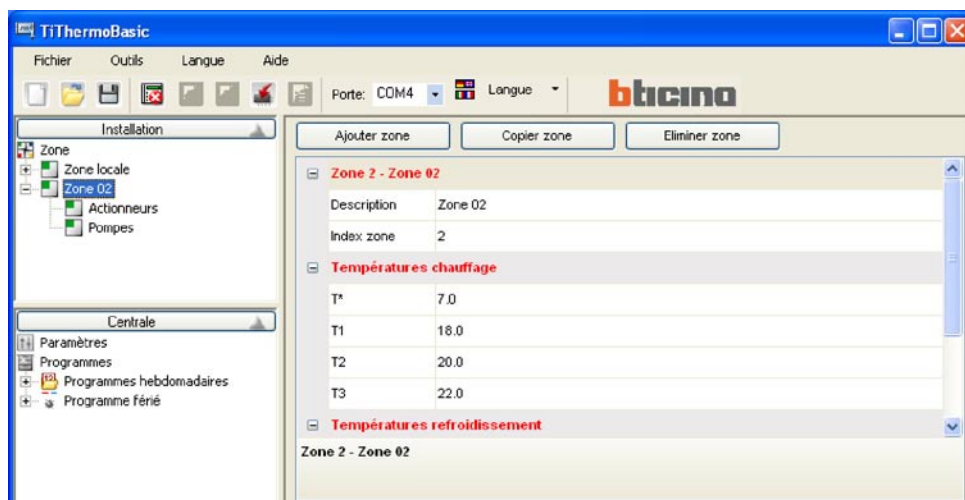 TiThermoBasic
Fichier Outils Langue Aide
Porte: COM4 Langue bticino
Installation
Zone
Zone locale
Zone 02
Actionneurs
Pompes
Centrale
Paramètres
Programmes
Programmes hebdomadaires
Programme férié
Ajouter zone Copier zone Eliminer zone
Zone 2 - Zone 02
Description Zone 02
Index zone 2
Températures chauffage
T* 7.0
T1 18.0
T2 20.0
T3 22.0
Températures refroidissement
Zone 2 - Zone 02